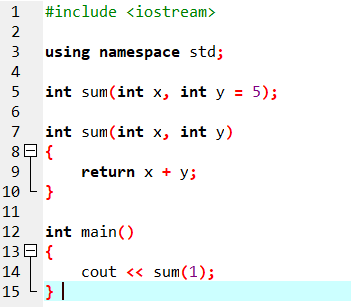 1 #include <iostream>
2
3 using namespace std;
4
5 int sum(int x, int y = 5);
6
7 int sum(int x, int y)
8 {
9 return x + y;
10 }
11
12 int main()
13 {
14 cout << sum(1);
15 }